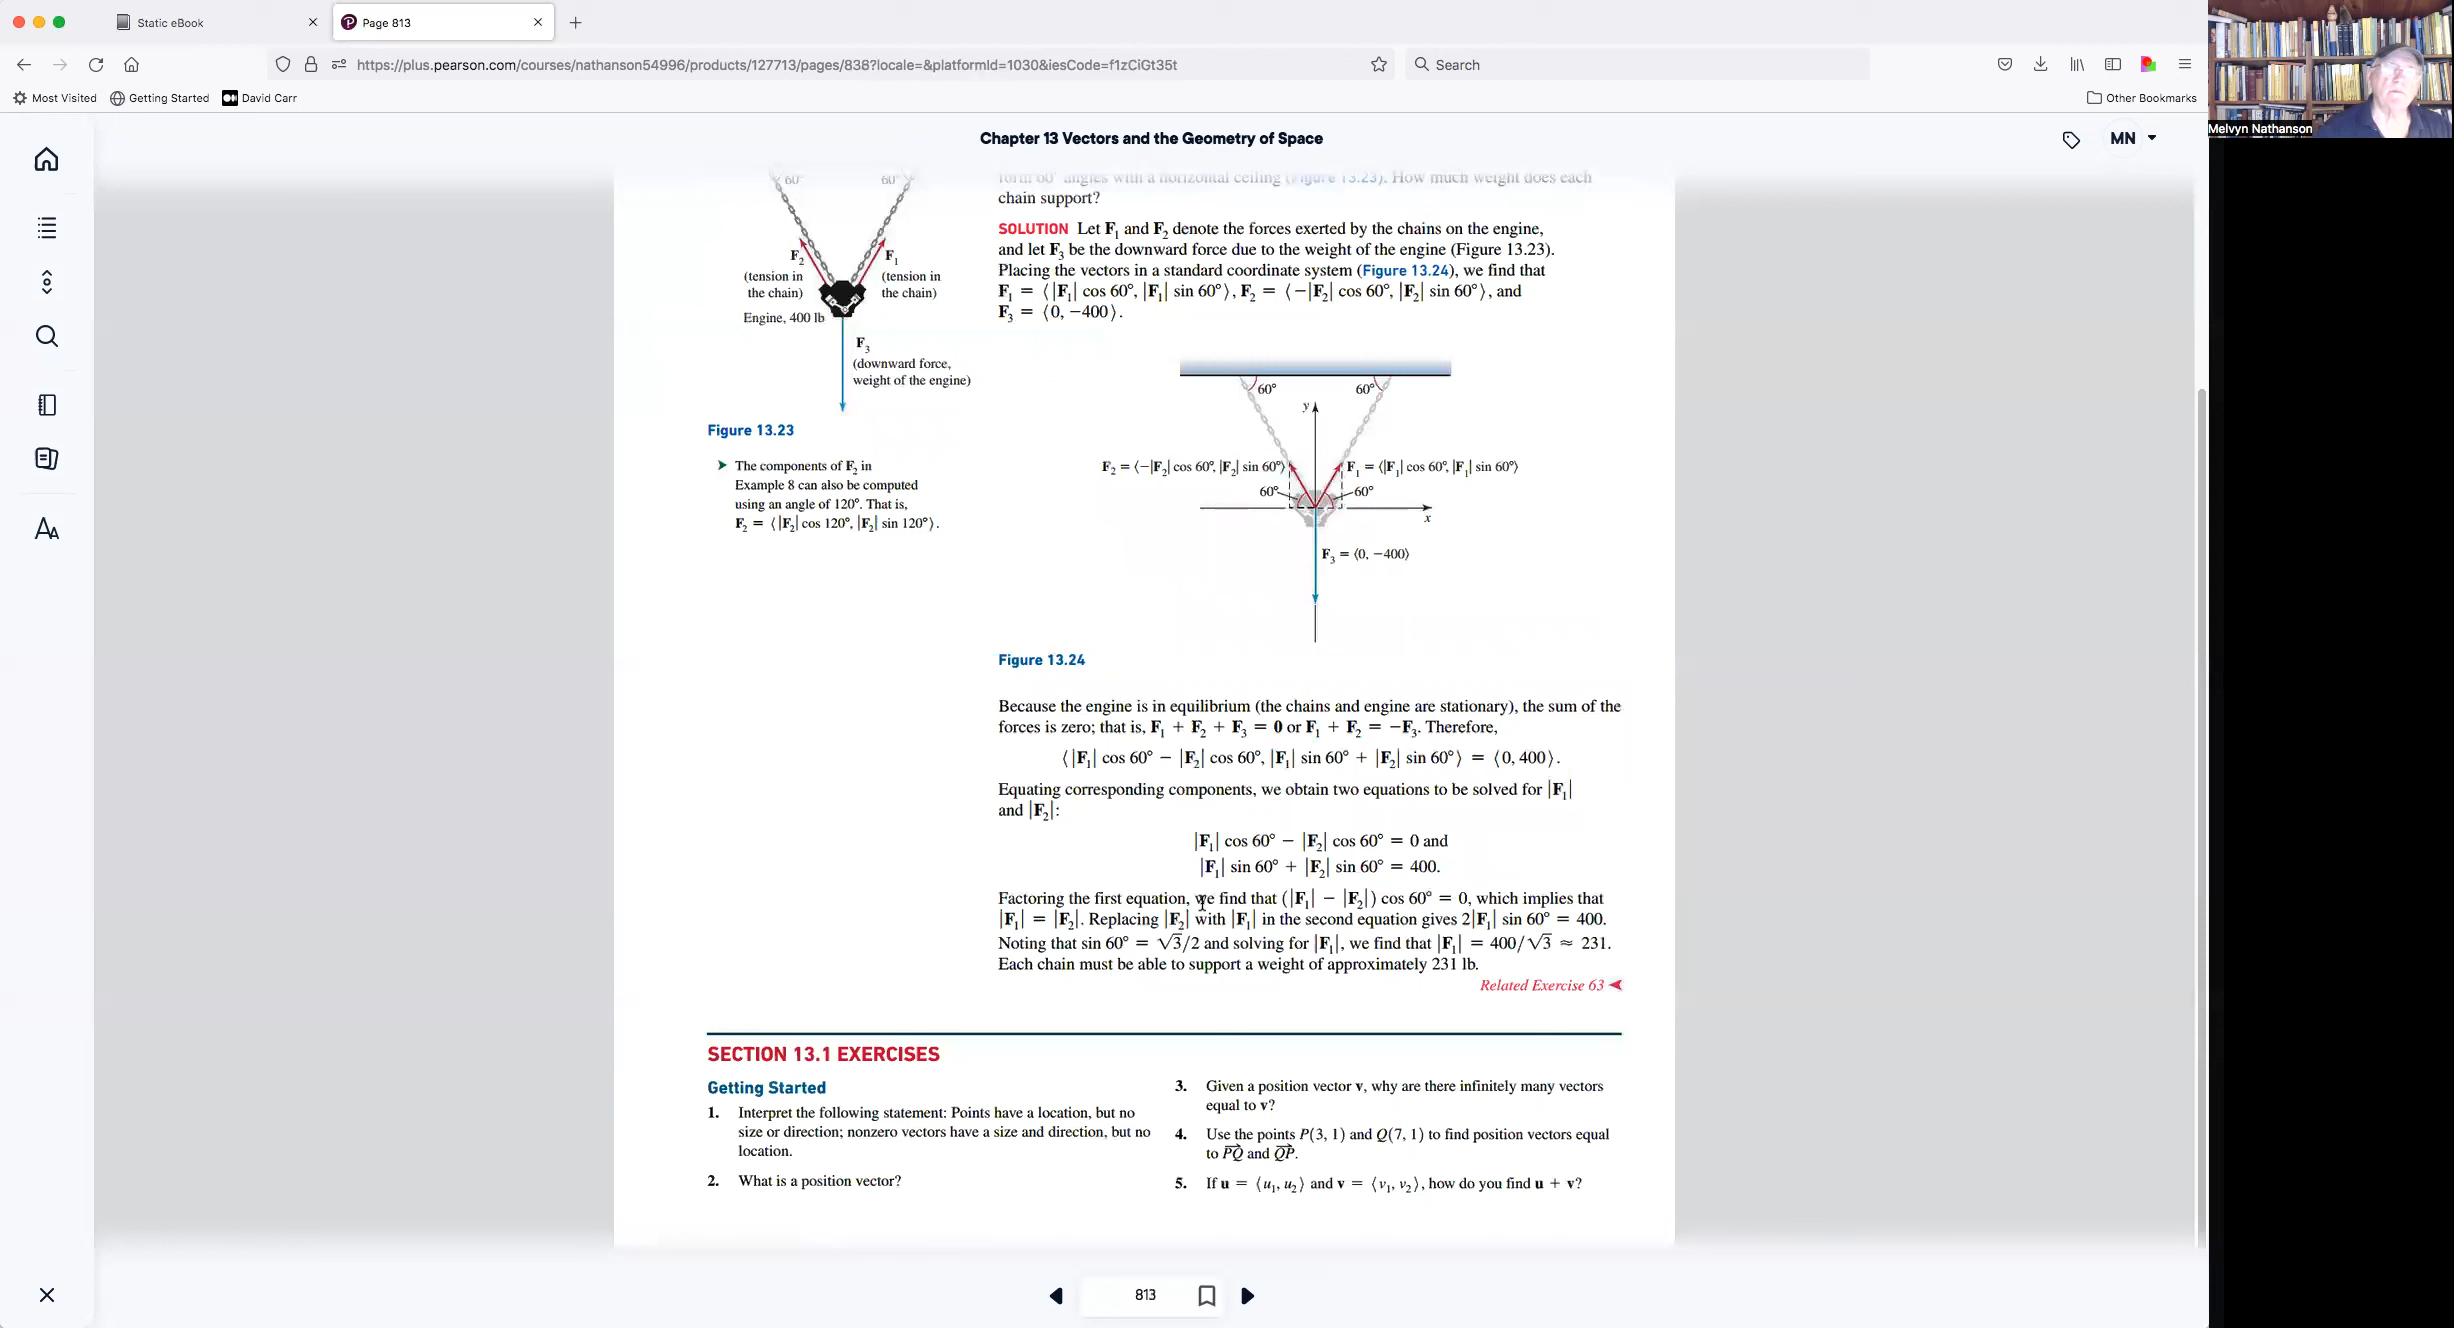 Static eBook
Page 813
https://plus.pearson.com/courses/nathanson54996/products/127713/pages/838?locale=&platformId=1030&iesCode=f1zCiGt35t
Search
Most Visited
Getting Started
David Carr
Other Bookmarks
Melvyn Nathanson
Chapter 13 Vectors and the Geometry of Space
MN
60°
60°
F₂
(tension in
the chain)
F₁
(tension in
the chain)
Engine, 400 lb
F₃
(downward force,
weight of the engine)
Figure 13.23
➤ The components of F₂ in
Example 8 can also be computed
using an angle of 120°. That is,
F₂ = ⟨|F₂| cos 120°, |F₂| sin 120°⟩.
form 60° angles with a horizontal ceiling (Figure 13.23). How much weight does each
chain support?
SOLUTION Let F₁ and F₂ denote the forces exerted by the chains on the engine,
and let F₃ be the downward force due to the weight of the engine (Figure 13.23).
Placing the vectors in a standard coordinate system (Figure 13.24), we find that
F₁ = ⟨|F₁| cos 60°, |F₁| sin 60°⟩, F₂ = ⟨−|F₂| cos 60°, |F₂| sin 60°⟩, and
F₃ = ⟨0, −400⟩.
60°
60°
y
F₂ = ⟨−|F₂| cos 60°, |F₂| sin 60°⟩
F₁ = ⟨|F₁| cos 60°, |F₁| sin 60°⟩
60°
60°
x
F₃ = ⟨0, −400⟩
Figure 13.24
Because the engine is in equilibrium (the chains and engine are stationary), the sum of the
forces is zero; that is, F₁ + F₂ + F₃ = 0 or F₁ + F₂ = −F₃. Therefore,
⟨|F₁| cos 60° − |F₂| cos 60°, |F₁| sin 60° + |F₂| sin 60°⟩ = ⟨0, 400⟩.
Equating corresponding components, we obtain two equations to be solved for |F₁|
and |F₂|:
|F₁| cos 60° − |F₂| cos 60° = 0 and
|F₁| sin 60° + |F₂| sin 60° = 400.
Factoring the first equation, we find that (|F₁| − |F₂|) cos 60° = 0, which implies that
|F₁| = |F₂|. Replacing |F₂| with |F₁| in the second equation gives 2|F₁| sin 60° = 400.
Noting that sin 60° = √3/2 and solving for |F₁|, we find that |F₁| = 400/√3 ≈ 231.
Each chain must be able to support a weight of approximately 231 lb.
Related Exercise 63 ◄
SECTION 13.1 EXERCISES
Getting Started
1. Interpret the following statement: Points have a location, but no
size or direction; nonzero vectors have a size and direction, but no
location.
2. What is a position vector?
3. Given a position vector v, why are there infinitely many vectors
equal to v?
4. Use the points P(3, 1) and Q(7, 1) to find position vectors equal
to P⃗Q⃗ and Q⃗P⃗.
5. If u = ⟨u₁, u₂⟩ and v = ⟨v₁, v₂⟩, how do you find u + v?
813